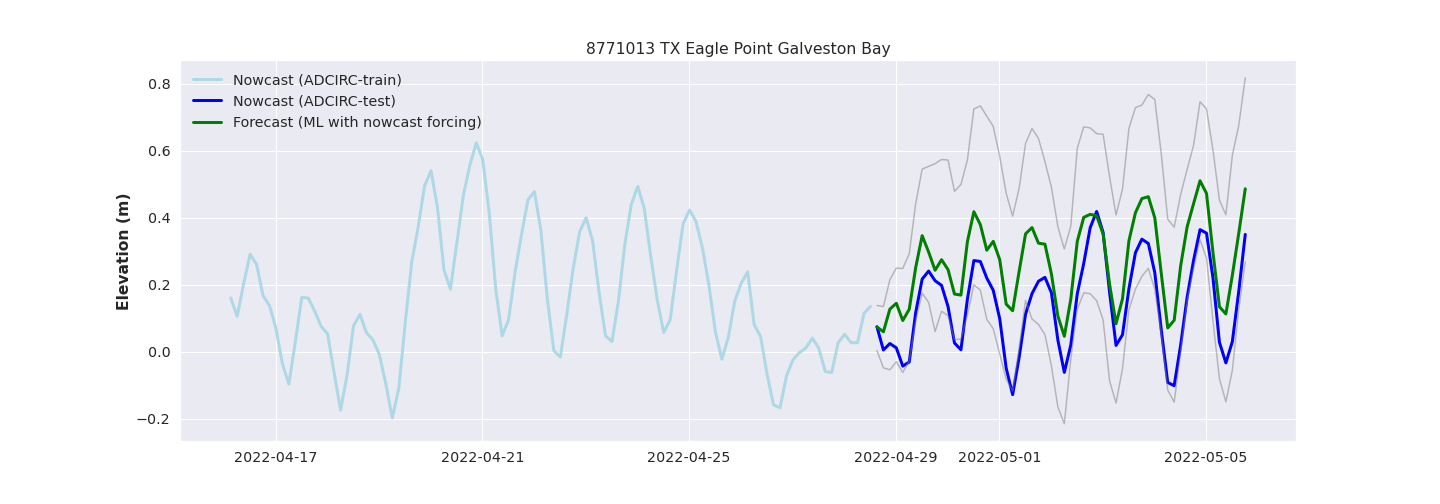 8771013 TX Eagle Point Galveston Bay
Nowcast (ADCIRC-train)
Nowcast (ADCIRC-test)
Forecast (ML with nowcast forcing)
Elevation (m)
0.8
0.6
0.4
0.2
0.0
−0.2
2022-04-17
2022-04-21
2022-04-25
2022-04-29
2022-05-01
2022-05-05